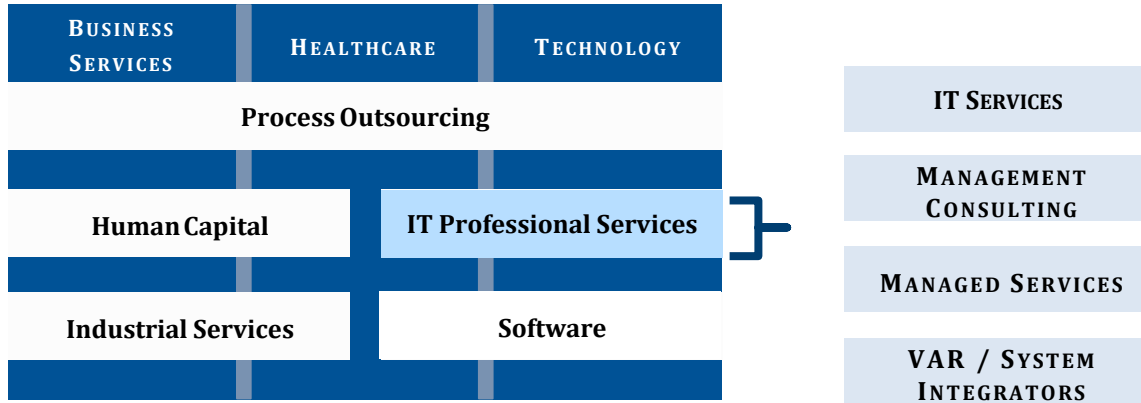 BUSINESS
SERVICES
HEALTHCARE
TECHNOLOGY
Process Outsourcing
Human Capital
IT Professional Services
Industrial Services
Software
IT SERVICES
MANAGEMENT
CONSULTING
MANAGED SERVICES
VAR / SYSTEM
INTEGRATORS